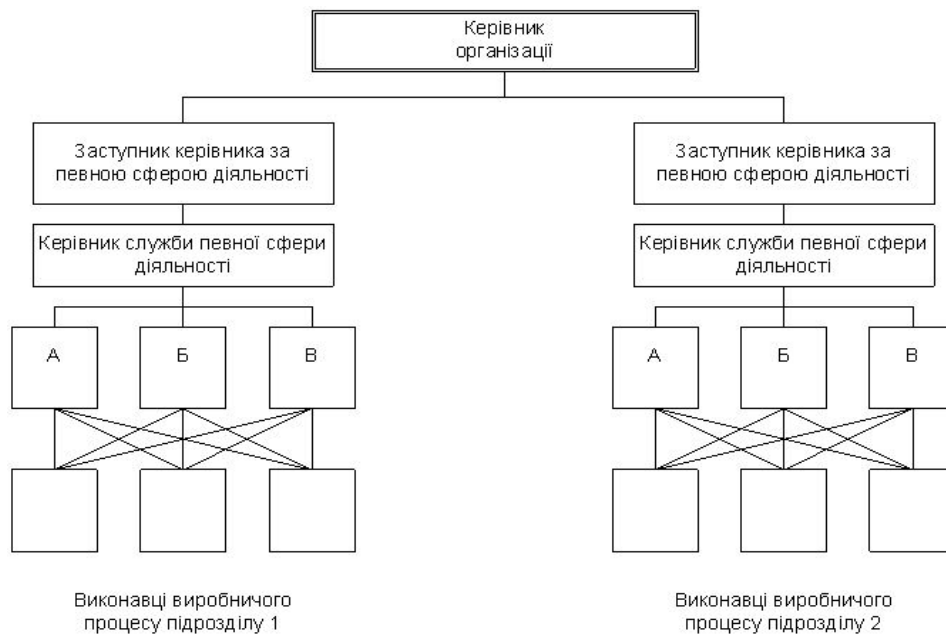 Керівник
організації
Заступник керівника за
певною сферою діяльності
Заступник керівника за
певною сферою діяльності
Керівник служби певної сфери
діяльності
Керівник служби певної сфери
діяльності
А
Б
В
А
Б
В
Виконавці виробничого
процесу підрозділу 1
Виконавці виробничого
процесу підрозділу 2